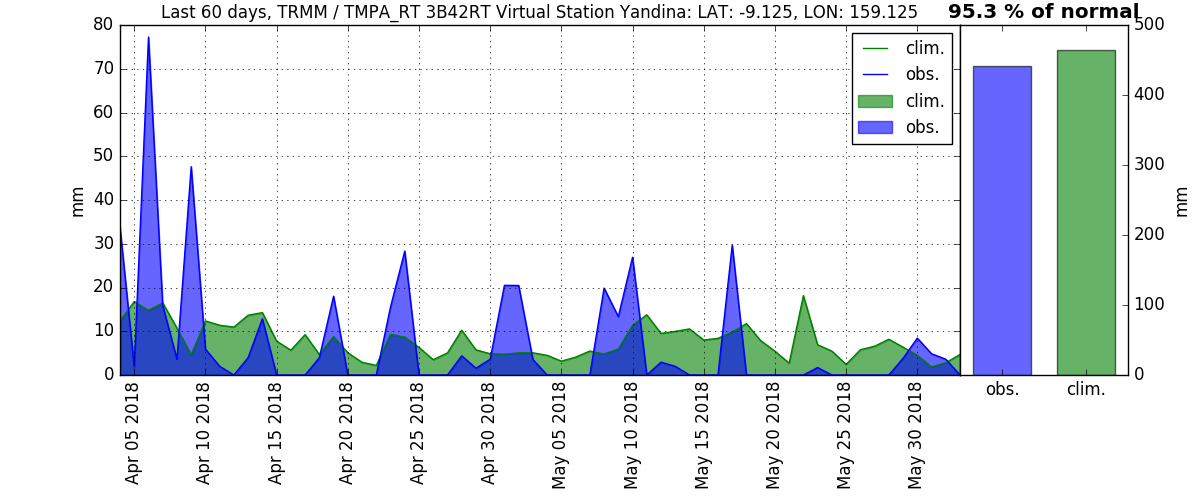 Last 60 days, TRMM / TMPA_RT 3B42RT Virtual Station Yandina: LAT: -9.125, LON: 159.125
95.3 % of normal
80
70
60
50
40
30
20
10
0
mm
clim.
obs.
clim.
obs.
500
400
300
200
100
0
mm
obs.
clim.
Apr 05 2018
Apr 10 2018
Apr 15 2018
Apr 20 2018
Apr 25 2018
Apr 30 2018
May 05 2018
May 10 2018
May 15 2018
May 20 2018
May 25 2018
May 30 2018